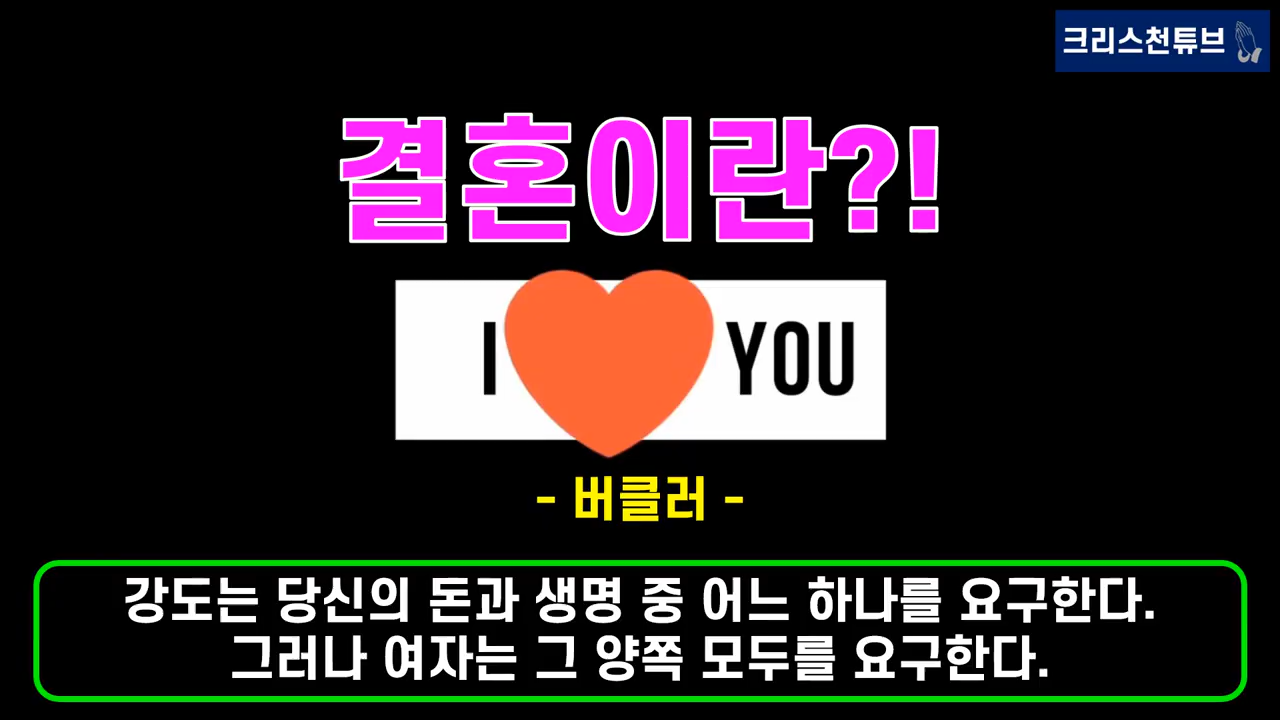 크리스천튜브
결혼이란?!
I YOU
- 버클러 -
강도는 당신의 돈과 생명 중 어느 하나를 요구한다.
그러나 여자는 그 양쪽 모두를 요구한다.